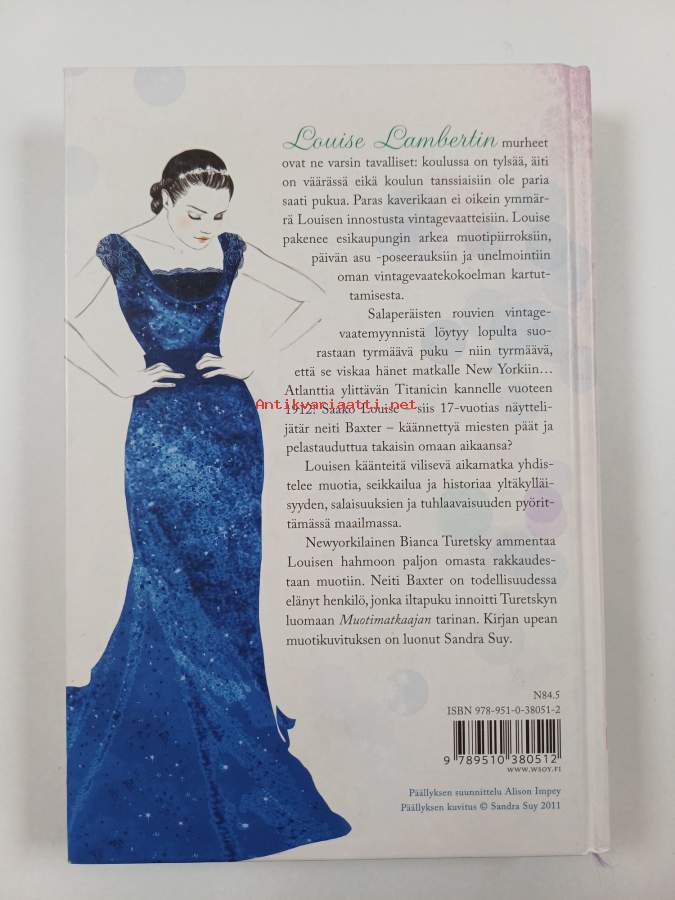 Louise Lambertin murheet
ovat ne varsin tavalliset: koulussa on tylsää, äiti
on väärässä eikä koulun tanssiaisiin ole paria
saati pukua. Paras kaverikaan ei oikein ymmär-
rä Louisen innostusta vintagevaatteisiin. Louise
pakenee esikaupungin arkea muotipiirroksiin,
päivän asu -poseerauksiin ja unelmointiin
oman vintagevaatekokoelman kartut-
tamisesta.
Salaperäisten rouvien vintage-
vaatemyynnistä löytyy lopulta suo-
rastaan tyrmäävä puku – niin tyrmäävä,
että se viskaa hänet matkalle New Yorkiin…
Atlanttia ylittävän Titanicin kannelle vuoteen
Antikvariaatti.net
1912. Saako Louise – siis 17-vuotias näytteli-
jätär neiti Baxter – käännettyä miesten päät ja
pelastauduttua takaisin omaan aikaansa?
Louisen käänteitä vilisevä aikamatka yhdis-
telee muotia, seikkailua ja historiaa yltäkylläi-
syyden, salaisuuksien ja tuhlaavaisuuden pyörit-
tämässä maailmassa.
Newyorkilainen Bianca Turetsky ammentaa
Louisen hahmoon paljon omasta rakkaudes-
taan muotiin. Neiti Baxter on todellisuudessa
elänyt henkilö, jonka iltapuku innoitti Turetskyn
luomaan Muotimatkaajan tarinan. Kirjan upean
muotikuvituksen on luonut Sandra Suy.
N84.5
ISBN 978-951-0-38051-2
9 789510 380512
WWW.WSOY.FI
Päällyksen suunnittelu Alison Impey
Päällyksen kuvitus © Sandra Suy 2011